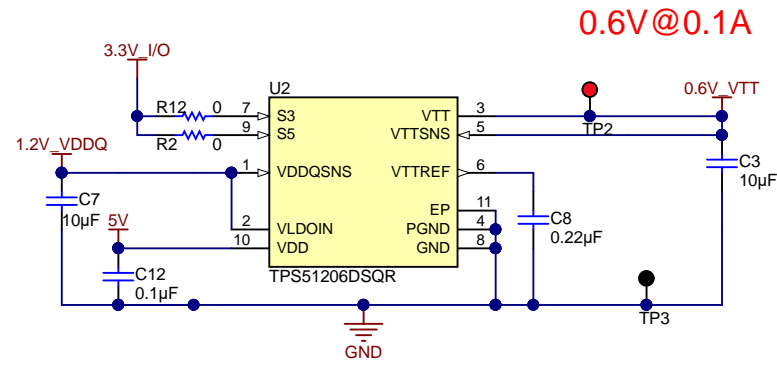 0.6V@0.1A
3.3V_I/O
U2
0.6V_VTT
R12 0 7 S3 VTT 3
R2 0 9 S5 VTTSNS 5 TP2
1.2V_VDDQ
1 VDDQSNS VTTREF 6 C3
10µF
C7
10µF
5V
EP 11
2 VLDOIN PGND 4 C8
10 VDD GND 8 0.22µF
C12
0.1µF
TPS51206DSQR
TP3
GND